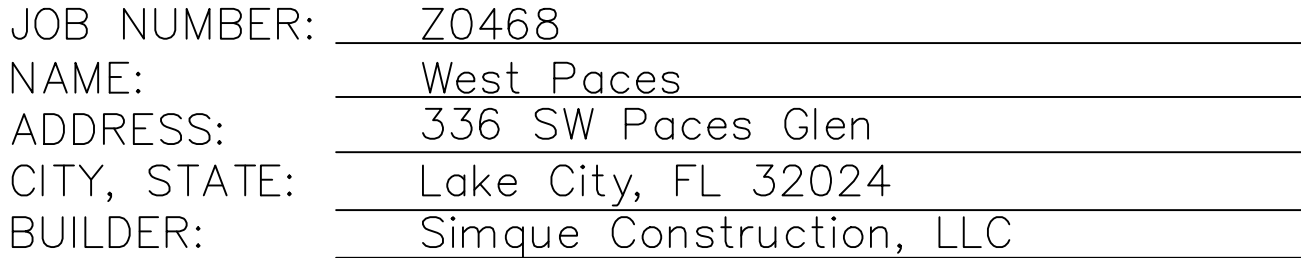 JOB NUMBER: Z0468
NAME: West Paces
ADDRESS: 336 SW Paces Glen
CITY, STATE: Lake City, FL 32024
BUILDER: Simque Construction, LLC